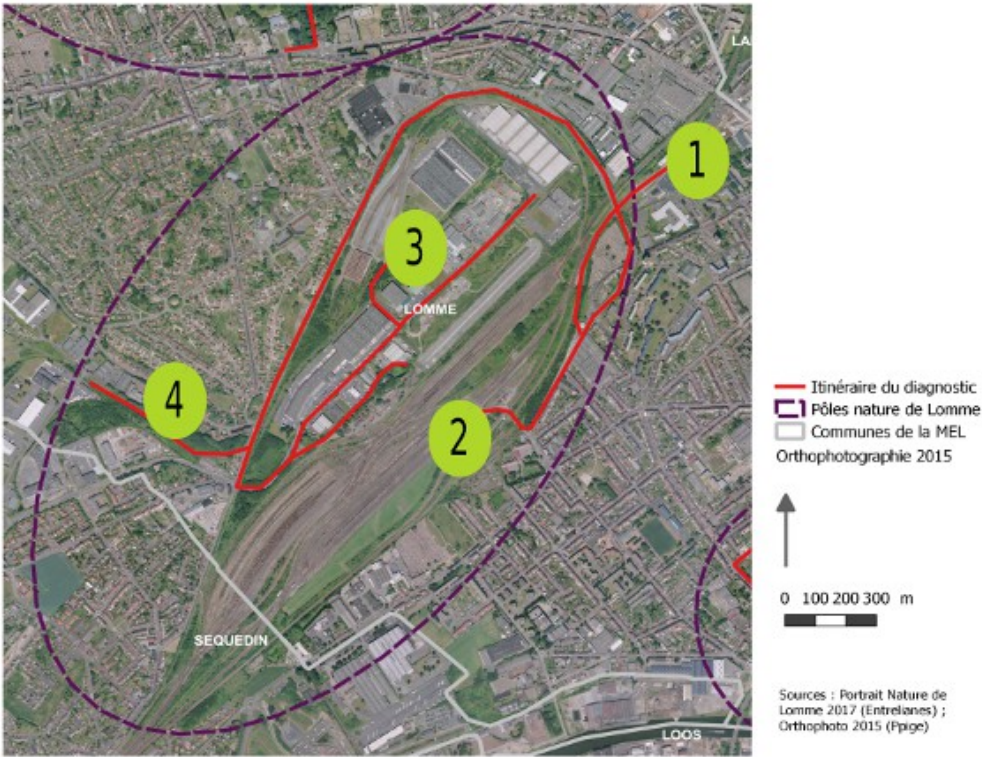 LA
1
3
LOMME
4
2
SEQUEDIN
LOOS
Itinéraire du diagnostic
Pôles nature de Lomme
Communes de la MEL
Orthophotographie 2015
0 100 200 300 m
Sources : Portrait Nature de
Lomme 2017 (Entrelianes) ;
Orthophoto 2015 (Ppige)